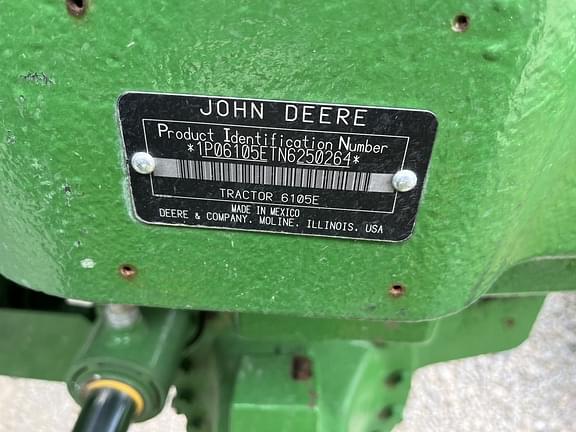 JOHN DEERE
Product Identification Number
*1P06105ETN6250264*
TRACTOR 6105E
MADE IN MEXICO
DEERE & COMPANY. MOLINE. ILLINOIS. USA